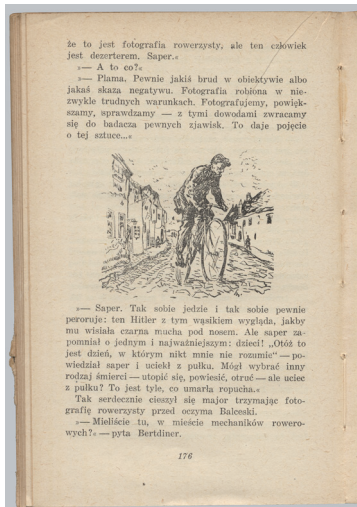 że to jest fotografia rowerzysty, ale ten człowiek
jest dezerterem. Saper.«
»— A to co?«
»— Plama. Pewnie jakiś brud w obiektywie albo
jakaś skaza negatywu. Fotografia robiona w nie-
zwykle trudnych warunkach. Fotografujemy, powięk-
szamy, sprawdzamy — z tymi dowodami zwracamy
się do badacza pewnych zjawisk. To daje pojęcie
o tej sztuce...«
»— Saper. Tak sobie jedzie i tak sobie pewnie
peroruje: ten Hitler z tym wąsikiem wygląda, jakby
mu wisiała czarna mucha pod nosem. Ale saper za-
pomniał o jednym i najważniejszym: dzieci! „Otóż to
jest dzień, w którym nikt mnie nie rozumie“ — po-
wiedział saper i uciekł z pułku. Mógł wybrać inny
rodzaj śmierci — utopić się, powiesić, otruć — ale uciec
z pułku? To jest tyle, co umarła ropucha.«
Tak serdecznie cieszył się major trzymając foto-
grafię rowerzysty przed oczyma Balceski.
»— Mieliście tu, w mieście mechaników rowero-
wych?« — pyta Bertdiner.
176